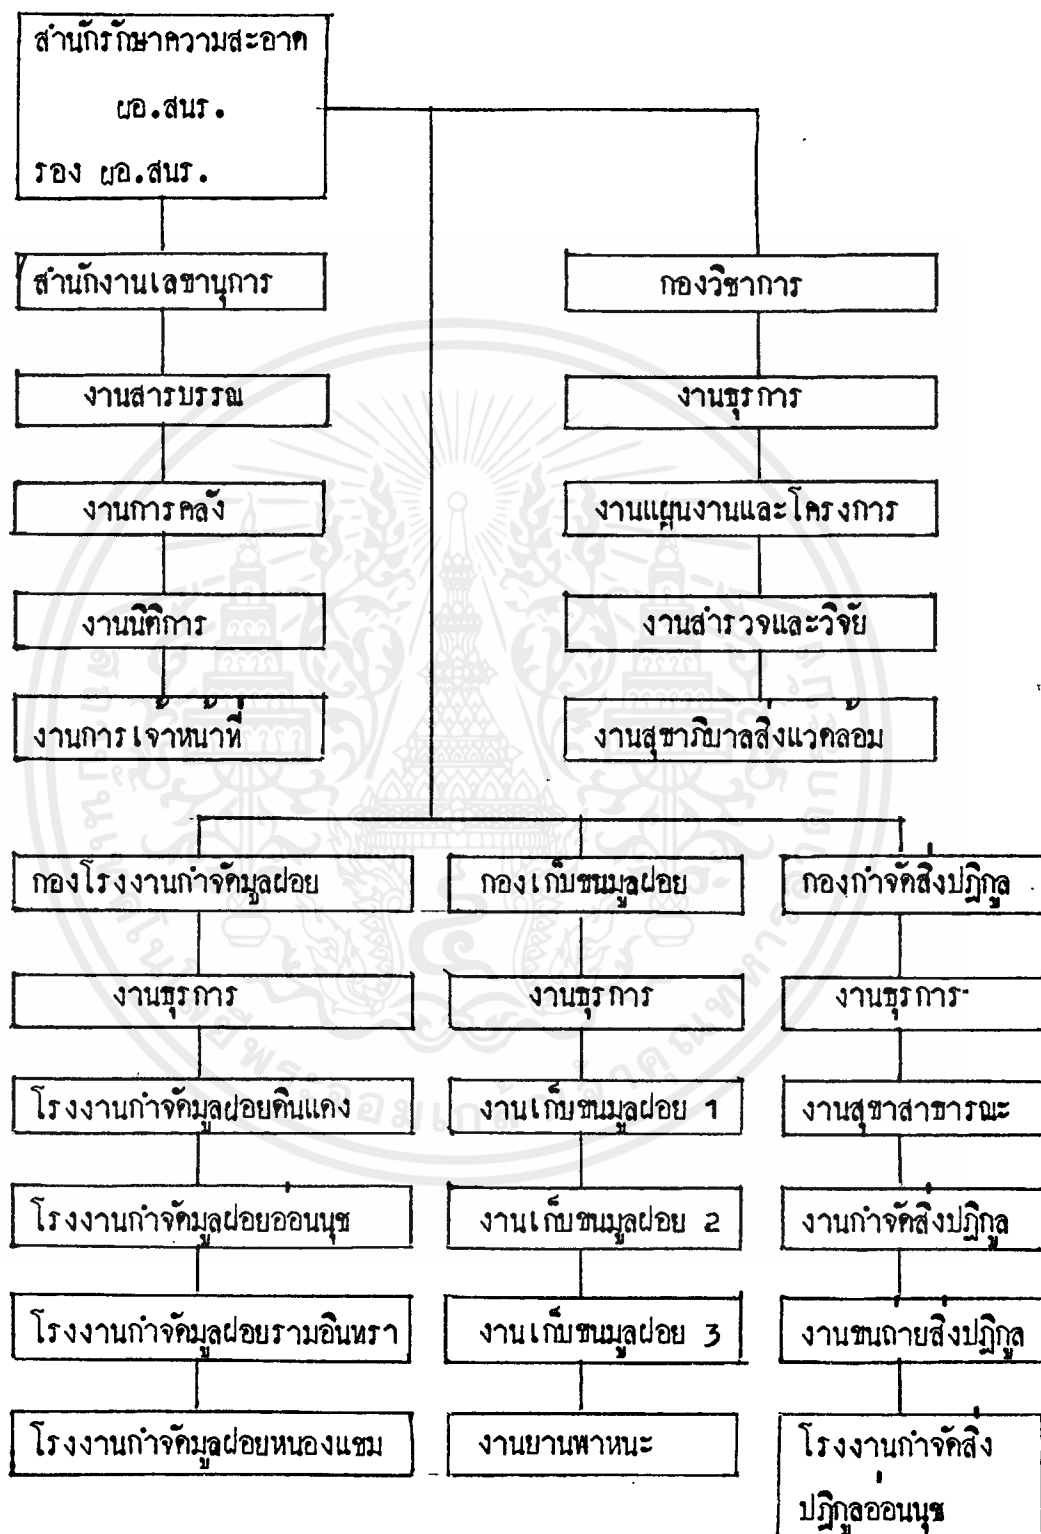 สำนักรักษาความสะอาด
ผอ.สนร.
รอง ผอ.สนร.
สำนักงานเลขานุการ
งานสารบรรณ
งานการคลัง
งานนิติการ
งานการเจ้าหน้าที่
กองวิชาการ
งานธุรการ
งานแผนงานและโครงการ
งานสำรวจและวิจัย
งานสุขาภิบาลสิ่งแวดล้อม
กองโรงงานกำจัดมูลฝอย
งานธุรการ
โรงงานกำจัดมูลฝอยดินแดง
โรงงานกำจัดมูลฝอยอ่อนนุช
โรงงานกำจัดมูลฝอยรามอินทรา
โรงงานกำจัดมูลฝอยหนองแขม
กองเก็บขนมูลฝอย
งานธุรการ
งานเก็บขนมูลฝอย 1
งานเก็บขนมูลฝอย 2
งานเก็บขนมูลฝอย 3
งานยานพาหนะ
กองกำจัดสิ่งปฏิกูล
งานธุรการ
งานสุขาสาธารณะ
งานกำจัดสิ่งปฏิกูล
งานขนถ่ายสิ่งปฏิกูล
โรงงานกำจัดสิ่ง
ปฏิกูลอ่อนนุช